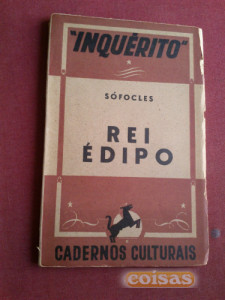 "INQUÉRITO"
SÓFOCLES
REI
ÉDIPO
CADERNOS CULTURAIS
coisas